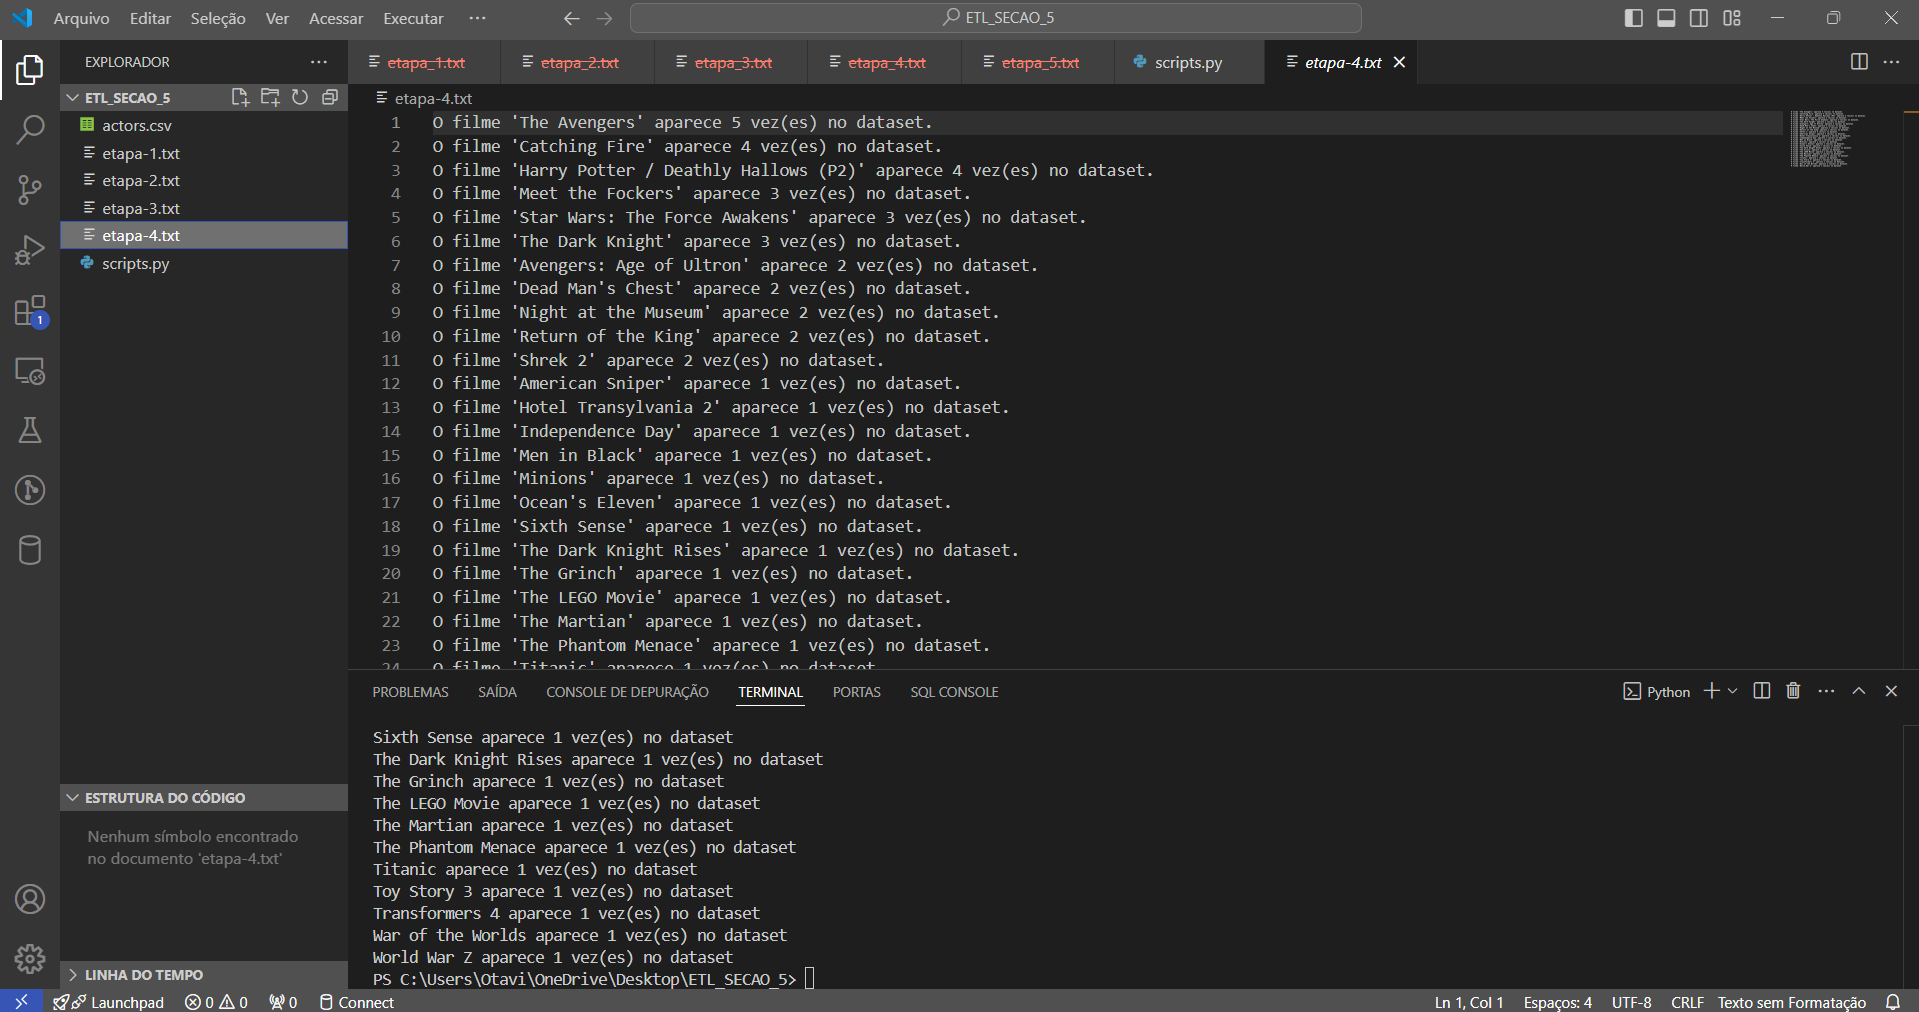 Arquivo Editar Seleção Ver Acessar Executar ··· ETL_SECAO_5
EXPLORADOR ···
etapa_1.txt etapa_2.txt etapa_3.txt etapa_4.txt etapa_5.txt scripts.py etapa-4.txt
ETL_SECAO_5
actors.csv
etapa-1.txt
etapa-2.txt
etapa-3.txt
etapa-4.txt
scripts.py
ESTRUTURA DO CÓDIGO
Nenhum símbolo encontrado
no documento 'etapa-4.txt'
LINHA DO TEMPO
1
etapa-4.txt
1 O filme 'The Avengers' aparece 5 vez(es) no dataset.
2 O filme 'Catching Fire' aparece 4 vez(es) no dataset.
3 O filme 'Harry Potter / Deathly Hallows (P2)' aparece 4 vez(es) no dataset.
4 O filme 'Meet the Fockers' aparece 3 vez(es) no dataset.
5 O filme 'Star Wars: The Force Awakens' aparece 3 vez(es) no dataset.
6 O filme 'The Dark Knight' aparece 3 vez(es) no dataset.
7 O filme 'Avengers: Age of Ultron' aparece 2 vez(es) no dataset.
8 O filme 'Dead Man's Chest' aparece 2 vez(es) no dataset.
9 O filme 'Night at the Museum' aparece 2 vez(es) no dataset.
10 O filme 'Return of the King' aparece 2 vez(es) no dataset.
11 O filme 'Shrek 2' aparece 2 vez(es) no dataset.
12 O filme 'American Sniper' aparece 1 vez(es) no dataset.
13 O filme 'Hotel Transylvania 2' aparece 1 vez(es) no dataset.
14 O filme 'Independence Day' aparece 1 vez(es) no dataset.
15 O filme 'Men in Black' aparece 1 vez(es) no dataset.
16 O filme 'Minions' aparece 1 vez(es) no dataset.
17 O filme 'Ocean's Eleven' aparece 1 vez(es) no dataset.
18 O filme 'Sixth Sense' aparece 1 vez(es) no dataset.
19 O filme 'The Dark Knight Rises' aparece 1 vez(es) no dataset.
20 O filme 'The Grinch' aparece 1 vez(es) no dataset.
21 O filme 'The LEGO Movie' aparece 1 vez(es) no dataset.
22 O filme 'The Martian' aparece 1 vez(es) no dataset.
23 O filme 'The Phantom Menace' aparece 1 vez(es) no dataset.
24 O filme 'Titanic' aparece 1 vez(es) no dataset.
PROBLEMAS SAÍDA CONSOLE DE DEPURAÇÃO TERMINAL PORTAS SQL CONSOLE Python
Sixth Sense aparece 1 vez(es) no dataset
The Dark Knight Rises aparece 1 vez(es) no dataset
The Grinch aparece 1 vez(es) no dataset
The LEGO Movie aparece 1 vez(es) no dataset
The Martian aparece 1 vez(es) no dataset
The Phantom Menace aparece 1 vez(es) no dataset
Titanic aparece 1 vez(es) no dataset
Toy Story 3 aparece 1 vez(es) no dataset
Transformers 4 aparece 1 vez(es) no dataset
War of the Worlds aparece 1 vez(es) no dataset
World War Z aparece 1 vez(es) no dataset
PS C:\Users\Otavi\OneDrive\Desktop\ETL_SECAO_5>
Launchpad 0 0 0 Connect Ln 1, Col 1 Espaços: 4 UTF-8 CRLF Texto sem Formatação